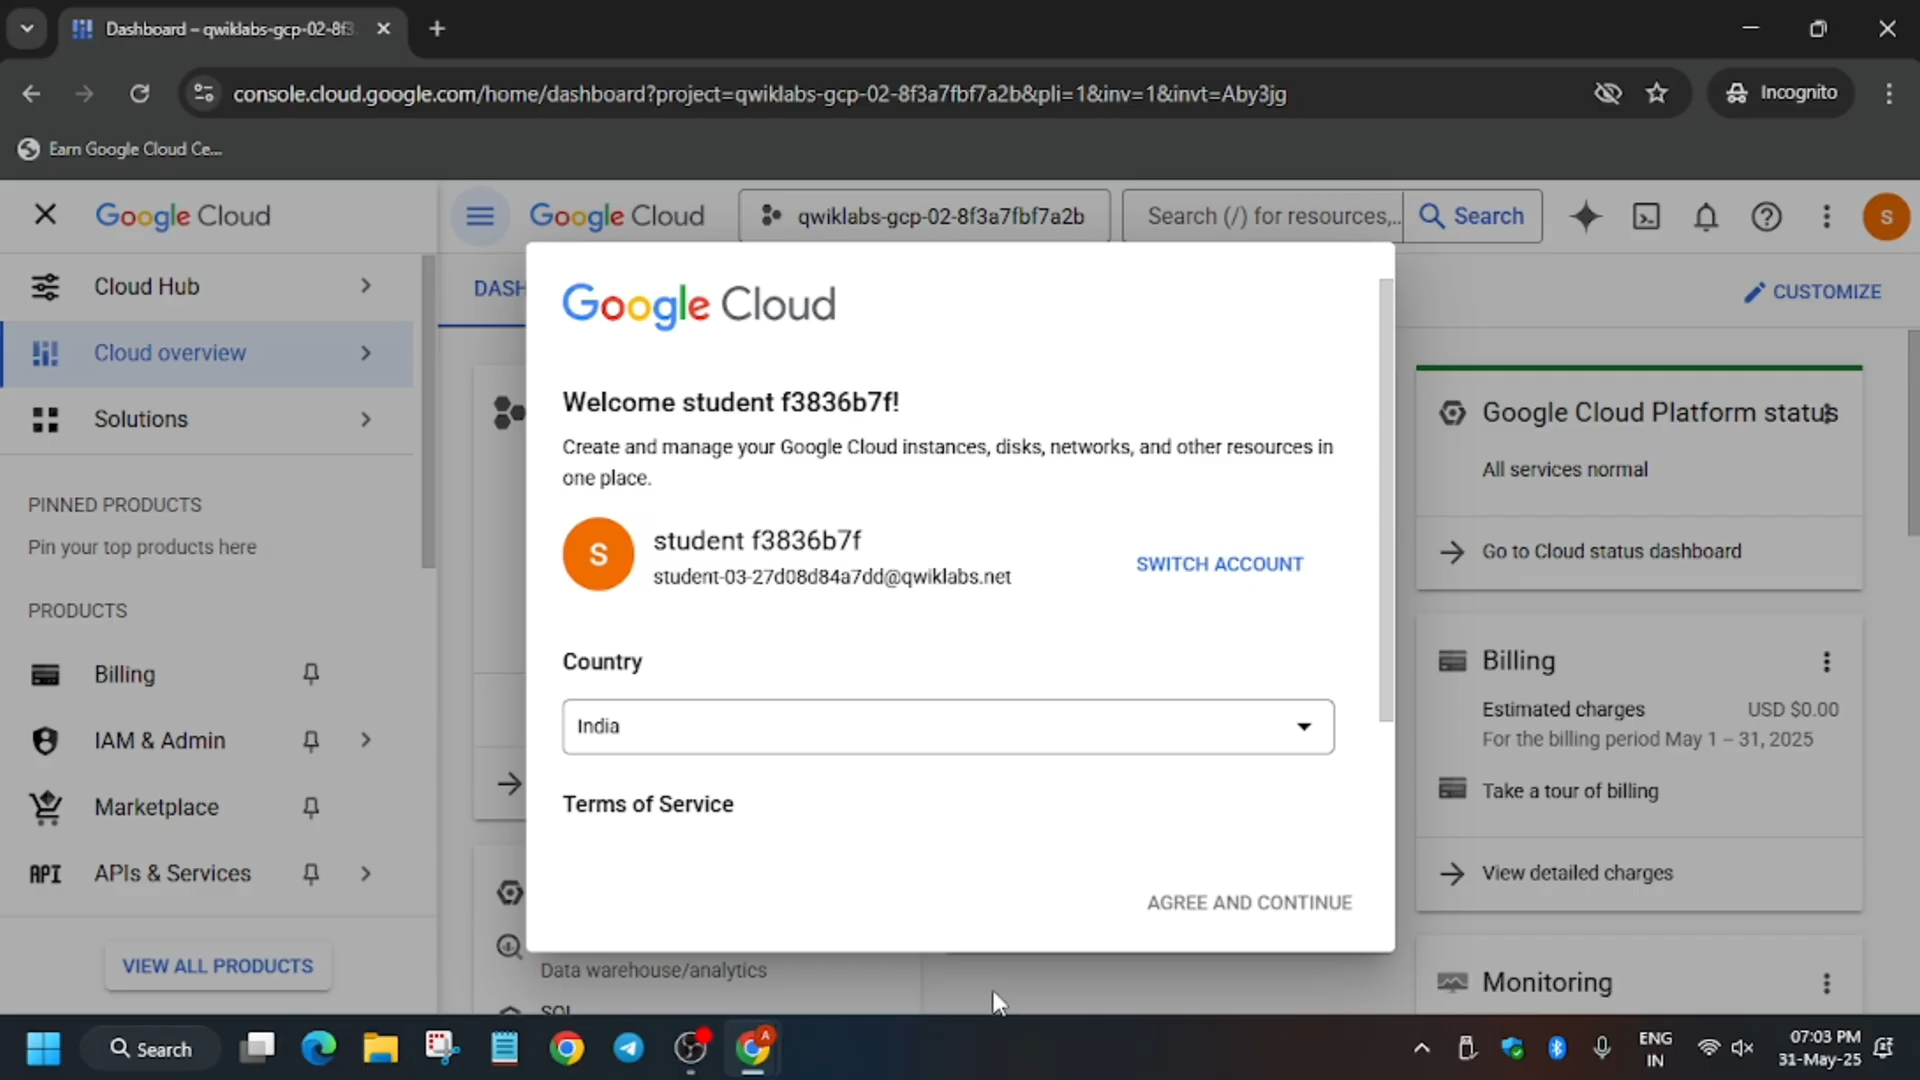 Dashboard – qwiklabs-gcp-02-8f3
console.cloud.google.com/home/dashboard?project=qwiklabs-gcp-02-8f3a7fbf7a2b&pli=1&inv=1&invt=Aby3jg
Incognito
Earn Google Cloud Ce...
Google Cloud
Google Cloud
qwiklabs-gcp-02-8f3a7fbf7a2b
Search (/) for resources,...
Search
S
Cloud Hub
Cloud overview
Solutions
PINNED PRODUCTS
Pin your top products here
PRODUCTS
Billing
IAM & Admin
Marketplace
API APIs & Services
VIEW ALL PRODUCTS
DASH
CUSTOMIZE
Google Cloud
Welcome student f3836b7f!
Create and manage your Google Cloud instances, disks, networks, and other resources in
one place.
S
student f3836b7f
student-03-27d08d84a7dd@qwiklabs.net
SWITCH ACCOUNT
Country
India
Terms of Service
AGREE AND CONTINUE
Data warehouse/analytics
SQL
Google Cloud Platform status
All services normal
Go to Cloud status dashboard
Billing
Estimated charges USD $0.00
For the billing period May 1 – 31, 2025
Take a tour of billing
View detailed charges
Monitoring
Search
A
ENG
IN
07:03 PM
31-May-25